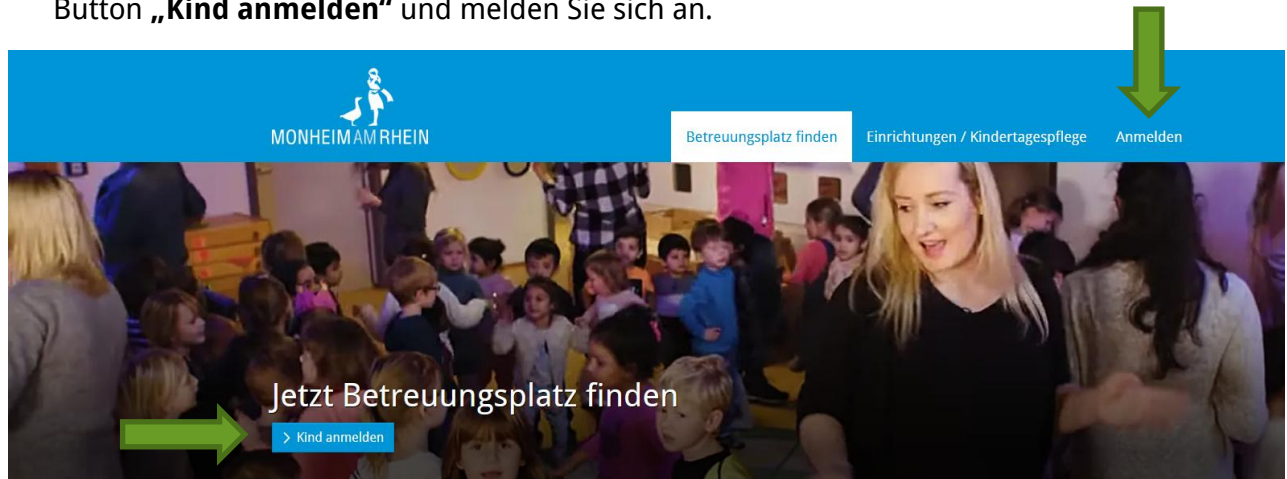 Button „Kind anmelden“ und melden Sie sich an.
MONHEIM AM RHEIN
Betreuungsplatz finden
Einrichtungen / Kindertagespflege
Anmelden
Jetzt Betreuungsplatz finden
> Kind anmelden